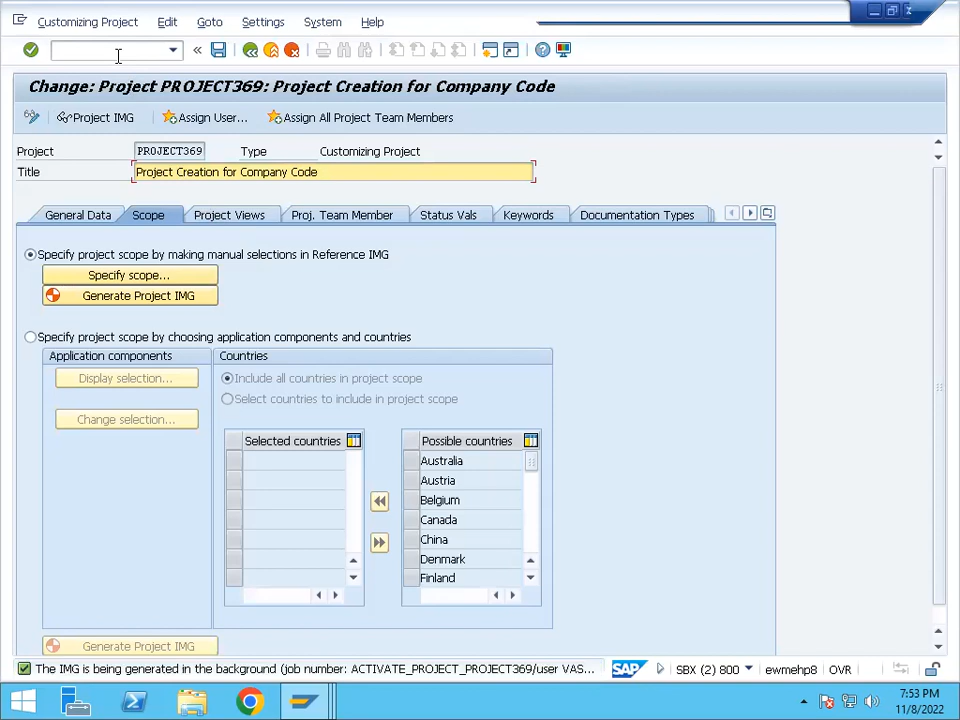 Customizing Project Edit Goto Settings System Help
Change: Project PROJECT369: Project Creation for Company Code
Project IMG Assign User... Assign All Project Team Members
Project PROJECT369 Type Customizing Project
Title Project Creation for Company Code
General Data Scope Project Views Proj. Team Member Status Vals Keywords Documentation Types
Specify project scope by making manual selections in Reference IMG
Specify scope...
Generate Project IMG
Specify project scope by choosing application components and countries
Application components Countries
Display selection... Include all countries in project scope
Select countries to include in project scope
Change selection...
Selected countries Possible countries
Australia
Austria
Belgium
Canada
China
Denmark
Finland
Generate Project IMG
The IMG is being generated in the background (job number: ACTIVATE_PROJECT_PROJECT369/user VAS... SAP SBX (2) 800 ewmehp8 OVR
7:53 PM
11/8/2022